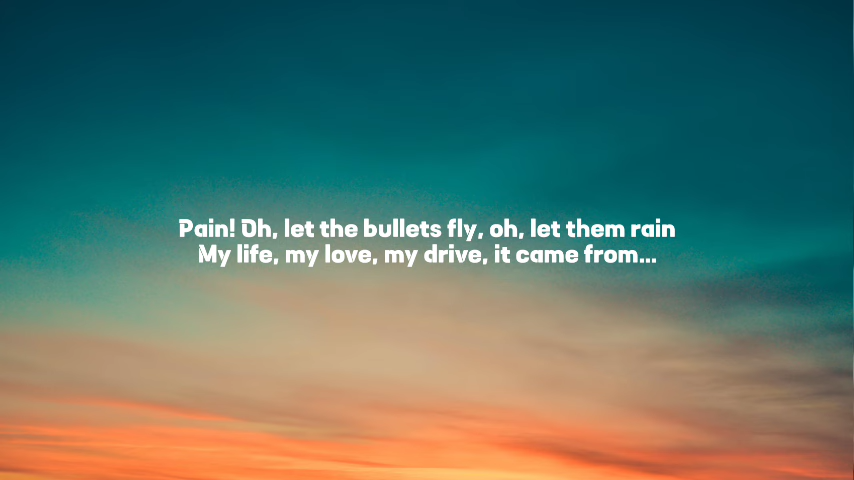 Pain! Oh, let the bullets fly, oh, let them rain
My life, my love, my drive, it came from...